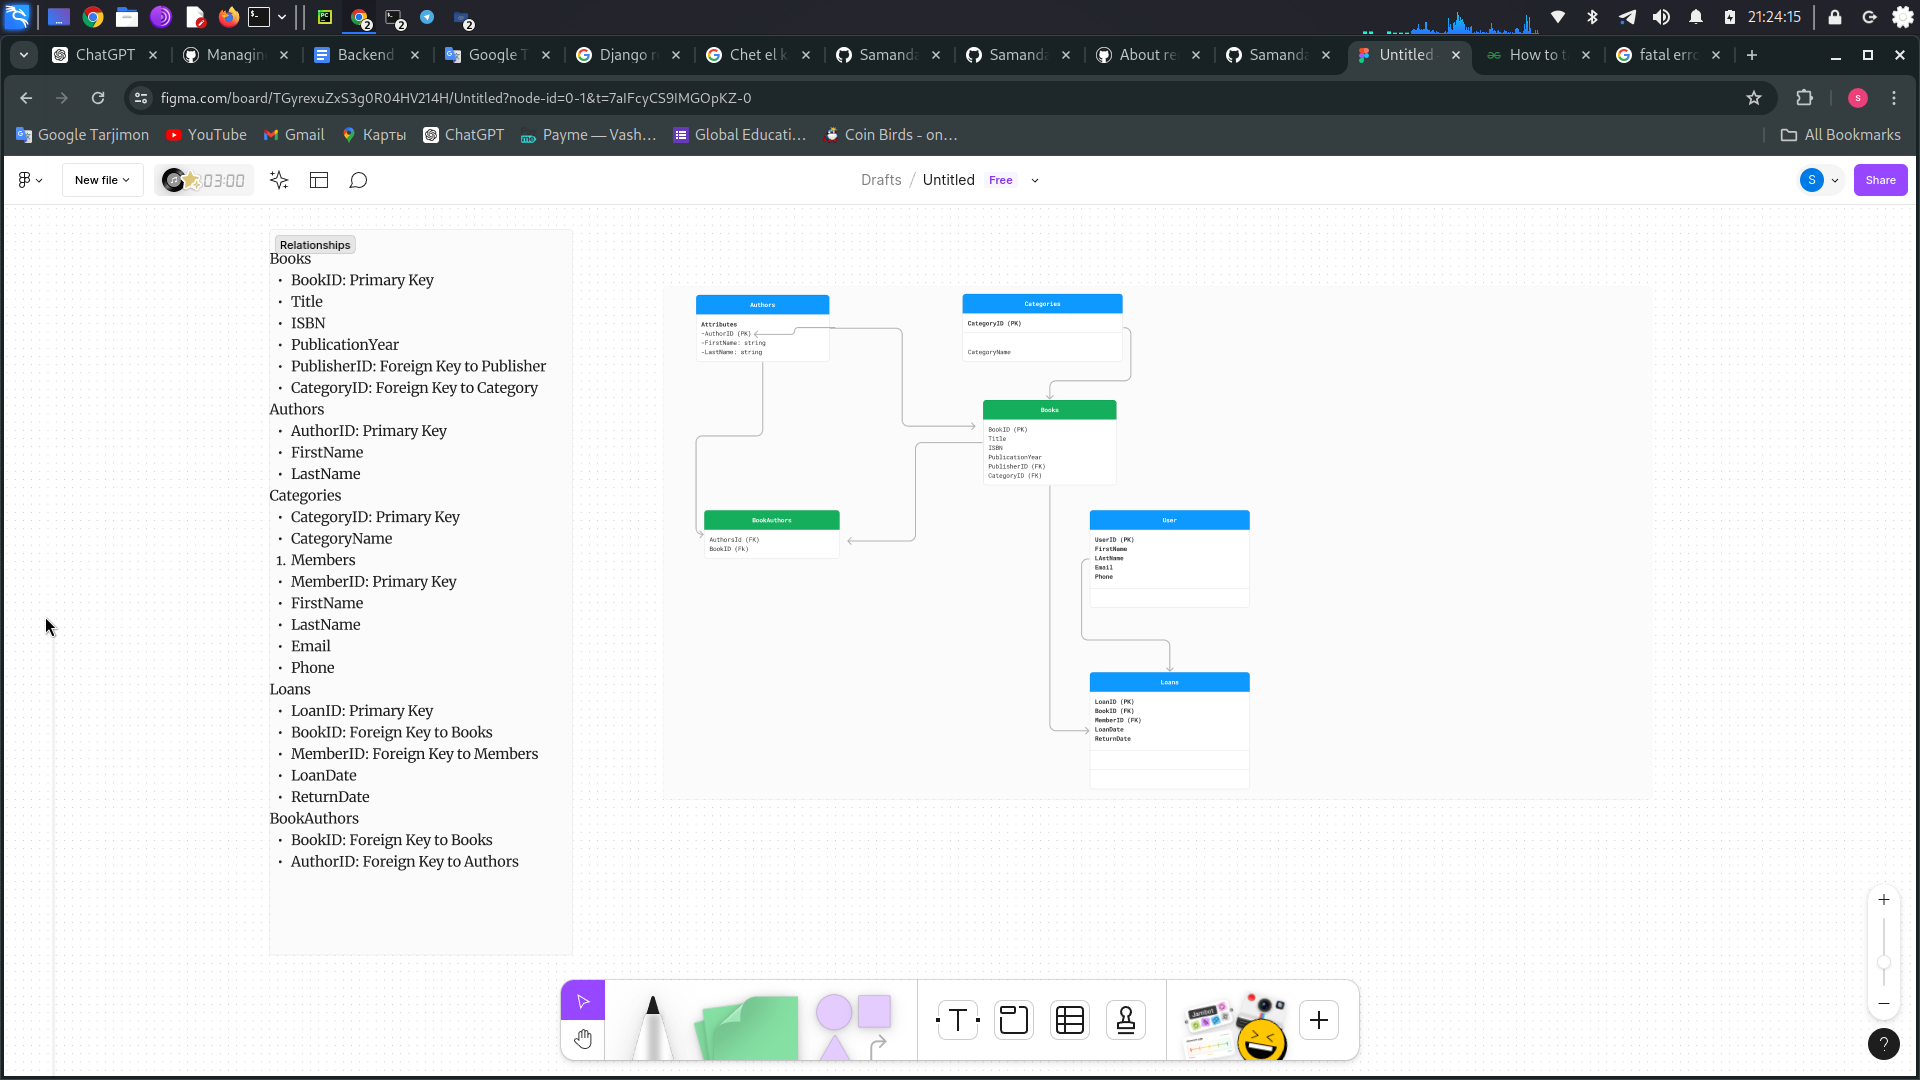 21:24:15
ChatGPT
Managin
Backend
Google T
Django r
Chet el k
Samanda
Samanda
About re
Samanda
Untitled
How to t
fatal erro
figma.com/board/TGyrexuZxS3g0R04HV214H/Untitled?node-id=0-1&t=7aIFcyCS9IMGOpKZ-0
Google Tarjimon
YouTube
Gmail
Карты
ChatGPT
Payme — Vash...
Global Educati...
Coin Birds - on...
All Bookmarks
New file
03:00
Drafts / Untitled Free
S
Share
Relationships
Books
• BookID: Primary Key
• Title
• ISBN
• PublicationYear
• PublisherID: Foreign Key to Publisher
• CategoryID: Foreign Key to Category
Authors
• AuthorID: Primary Key
• FirstName
• LastName
Categories
• CategoryID: Primary Key
• CategoryName
1. Members
• MemberID: Primary Key
• FirstName
• LastName
• Email
• Phone
Loans
• LoanID: Primary Key
• BookID: Foreign Key to Books
• MemberID: Foreign Key to Members
• LoanDate
• ReturnDate
BookAuthors
• BookID: Foreign Key to Books
• AuthorID: Foreign Key to Authors
Authors
Attributes
-AuthorID (PK)
-FirstName: string
-LastName: string
Categories
CategoryID (PK)
CategoryName
Books
BookID (PK)
Title
ISBN
PublicationYear
PublisherID (FK)
CategoryID (FK)
BookAuthors
AuthorsId (FK)
BookID (Fk)
User
UserID (PK)
FirstName
LAstName
Email
Phone
Loans
LoanID (PK)
BookID (FK)
MemberID (FK)
LoanDate
ReturnDate
Jambot